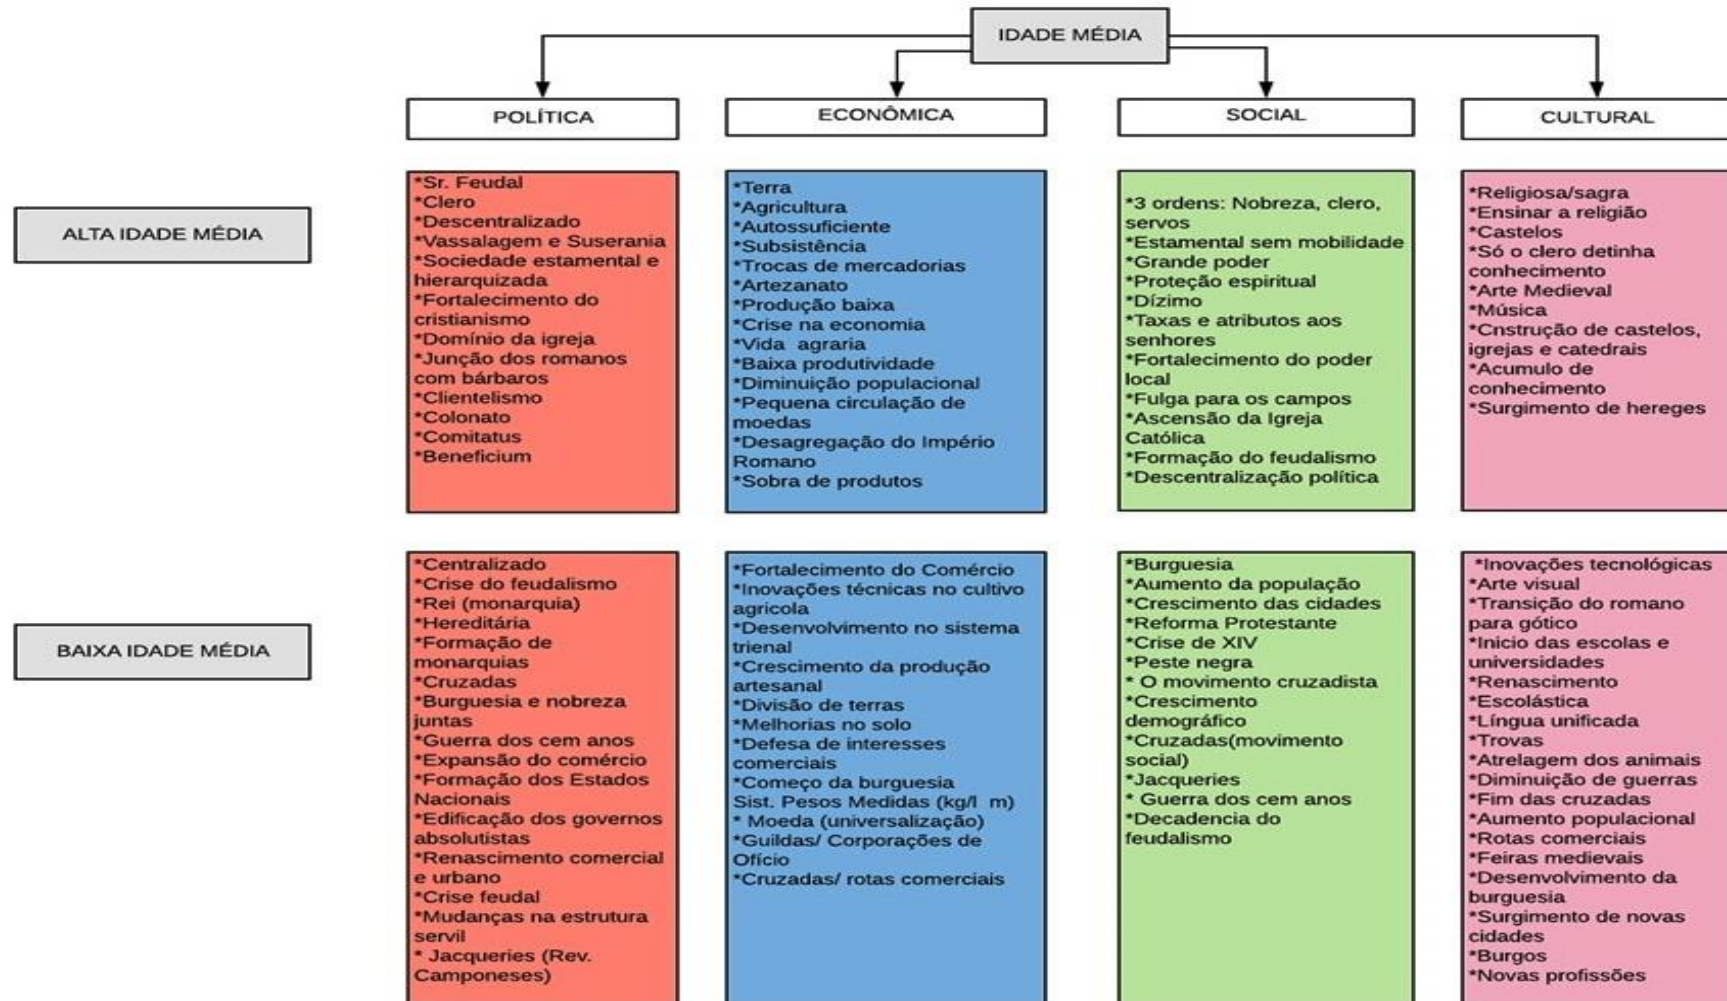 IDADE MÉDIA
POLÍTICA
ECONÔMICA
SOCIAL
CULTURAL
ALTA IDADE MÉDIA
*Sr. Feudal
*Clero
*Descentralizado
*Vassalagem e Suserania
*Sociedade estamental e
hierarquizada
*Fortalecimento do
cristianismo
*Domínio da igreja
*Junção dos romanos
com bárbaros
*Clientelismo
*Colonato
*Comitatus
*Beneficium
*Terra
*Agricultura
*Autossuficiente
*Subsistência
*Trocas de mercadorias
*Artezanato
*Produção baixa
*Crise na economia
*Vida agraria
*Baixa produtividade
*Diminuição populacional
*Pequena circulação de
moedas
*Desagregação do Império
Romano
*Sobra de produtos
*3 ordens: Nobreza, clero,
servos
*Estamental sem mobilidade
*Grande poder
*Proteção espiritual
*Dízimo
*Taxas e atributos aos
senhores
*Fortalecimento do poder
local
*Fulga para os campos
*Ascensão da Igreja
Católica
*Formação do feudalismo
*Descentralização política
*Religiosa/sagra
*Ensinar a religião
*Castelos
*Só o clero detinha
conhecimento
*Arte Medieval
*Música
*Cnstrução de castelos,
igrejas e catedrais
*Acumulo de
conhecimento
*Surgimento de hereges
BAIXA IDADE MÉDIA
*Centralizado
*Crise do feudalismo
*Rei (monarquia)
*Hereditária
*Formação de
monarquias
*Cruzadas
*Burguesia e nobreza
juntas
*Guerra dos cem anos
*Expansão do comércio
*Formação dos Estados
Nacionais
*Edificação dos governos
absolutistas
*Renascimento comercial
e urbano
*Crise feudal
*Mudanças na estrutura
servil
* Jacqueries (Rev.
Camponeses)
*Fortalecimento do Comércio
*Inovações técnicas no cultivo
agricola
*Desenvolvimento no sistema
trienal
*Crescimento da produção
artesanal
*Divisão de terras
*Melhorias no solo
*Defesa de interesses
comerciais
*Começo da burguesia
Sist. Pesos Medidas (kg/l m)
* Moeda (universalização)
*Guildas/ Corporações de
Ofício
*Cruzadas/ rotas comerciais
*Burguesia
*Aumento da população
*Crescimento das cidades
*Reforma Protestante
*Crise de XIV
*Peste negra
* O movimento cruzadista
*Crescimento
demográfico
*Cruzadas(movimento
social)
*Jacqueries
* Guerra dos cem anos
*Decadencia do
feudalismo
*Inovações tecnológicas
*Arte visual
*Transição do romano
para gótico
*Inicio das escolas e
universidades
*Renascimento
*Escolástica
*Língua unificada
*Trovas
*Atrelagem dos animais
*Diminuição de guerras
*Fim das cruzadas
*Aumento populacional
*Rotas comerciais
*Feiras medievais
*Desenvolvimento da
burguesia
*Surgimento de novas
cidades
*Burgos
*Novas profissões